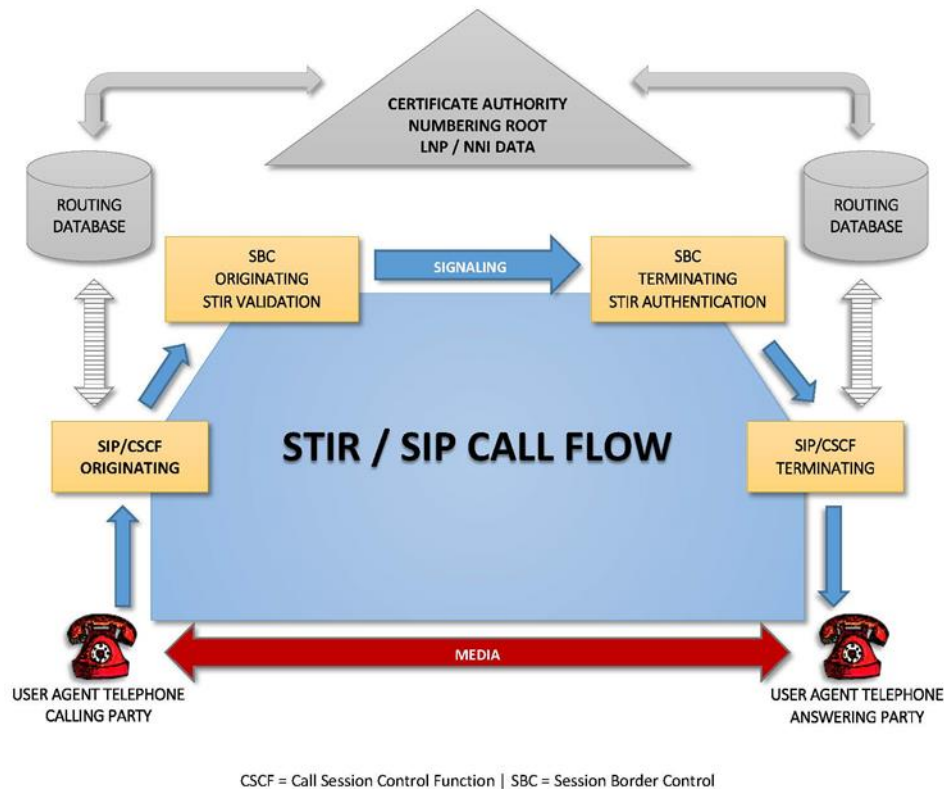 CERTIFICATE AUTHORITY
NUMBERING ROOT
LNP / NNI DATA
ROUTING
DATABASE
ROUTING
DATABASE
SBC
ORIGINATING
STIR VALIDATION
SIGNALING
SBC
TERMINATING
STIR AUTHENTICATION
SIP/CSCF
ORIGINATING
STIR / SIP CALL FLOW
SIP/CSCF
TERMINATING
MEDIA
USER AGENT TELEPHONE
CALLING PARTY
USER AGENT TELEPHONE
ANSWERING PARTY
CSCF = Call Session Control Function | SBC = Session Border Control